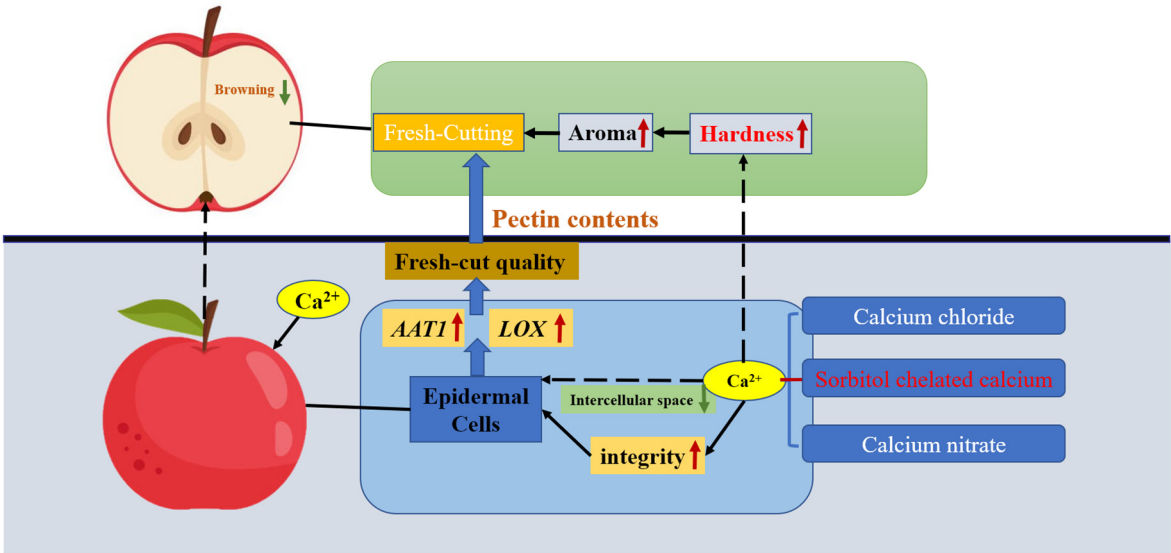 Browning
Fresh-Cutting
Aroma
Hardness
Pectin contents
Fresh-cut quality
Ca²⁺
AAT1
LOX
Calcium chloride
Epidermal
Cells
Ca²⁺
Sorbitol chelated calcium
Intercellular space
integrity
Calcium nitrate